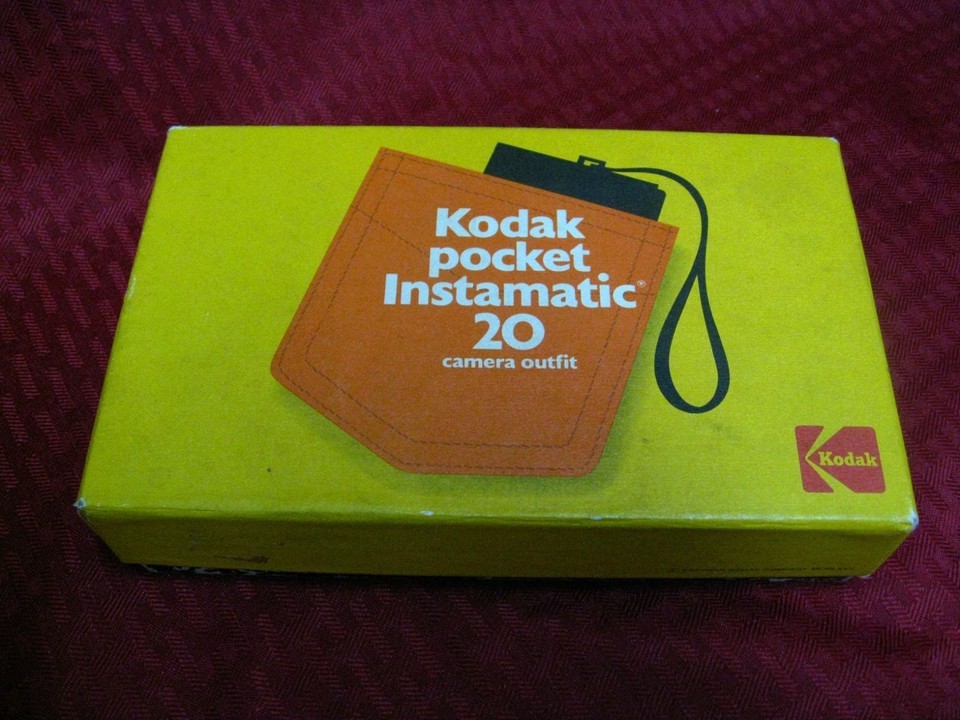 Kodak
pocket
Instamatic®
20
camera outfit
Kodak